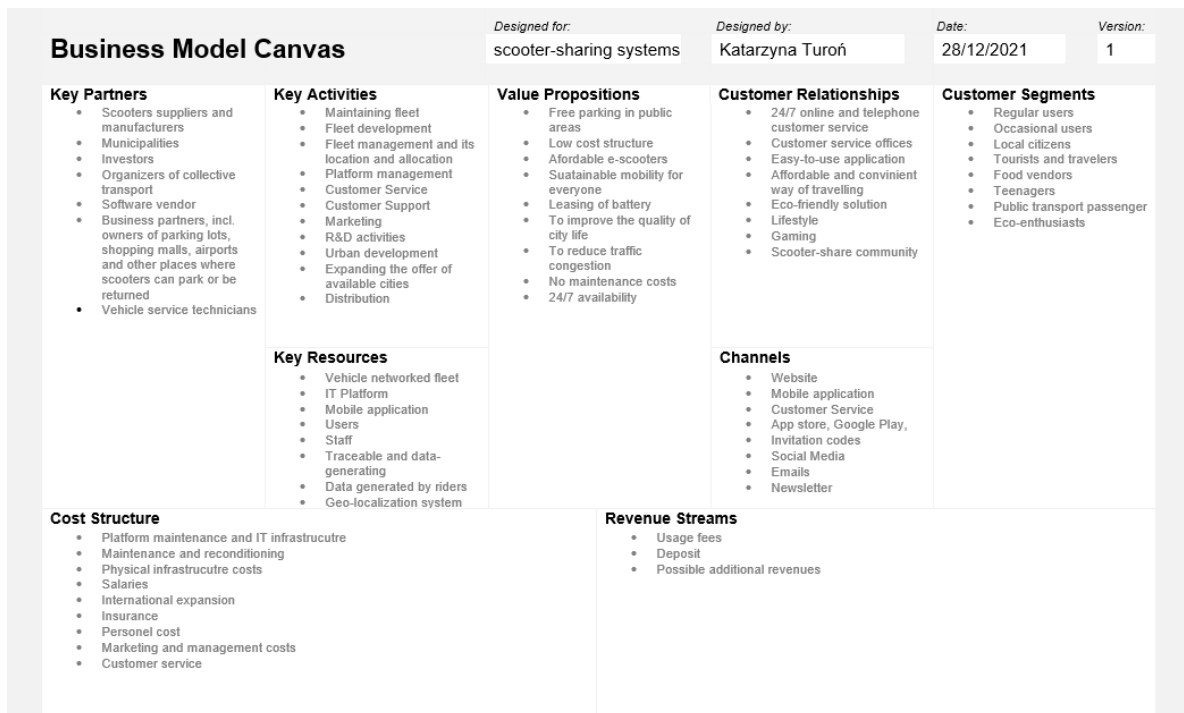 Business Model Canvas
Designed for:
scooter-sharing systems
Designed by:
Katarzyna Turoń
Date:
28/12/2021
Version:
1
Key Partners
• Scooters suppliers and
manufacturers
• Municipalities
• Investors
• Organizers of collective
transport
• Software vendor
• Business partners, incl.
owners of parking lots,
shopping malls, airports
and other places where
scooters can park or be
returned
• Vehicle service technicians
Key Activities
• Maintaining fleet
• Fleet development
• Fleet management and its
location and allocation
• Platform management
• Customer Service
• Customer Support
• Marketing
• R&D activities
• Urban development
• Expanding the offer of
available cities
• Distribution
Key Resources
• Vehicle networked fleet
• IT Platform
• Mobile application
• Users
• Staff
• Traceable and data-
generating
• Data generated by riders
• Geo-localization system
Value Propositions
• Free parking in public
areas
• Low cost structure
• Afordable e-scooters
• Suatainable mobility for
everyone
• Leasing of battery
• To improve the quality of
city life
• To reduce traffic
congestion
• No maintenance costs
• 24/7 availability
Customer Relationships
• 24/7 online and telephone
customer service
• Customer service offices
• Easy-to-use application
• Affordable and convinient
way of travelling
• Eco-friendly solution
• Lifestyle
• Gaming
• Scooter-share community
Channels
• Website
• Mobile application
• Customer Service
• App store, Google Play,
• Invitation codes
• Social Media
• Emails
• Newsletter
Customer Segments
• Regular users
• Occasional users
• Local citizens
• Tourists and travelers
• Food vendors
• Teenagers
• Public transport passenger
• Eco-enthusiasts
Cost Structure
• Platform maintenance and IT infrastrucutre
• Maintenance and reconditioning
• Physical infrastrucutre costs
• Salaries
• International expansion
• Insurance
• Personel cost
• Marketing and management costs
• Customer service
Revenue Streams
• Usage fees
• Deposit
• Possible additional revenues